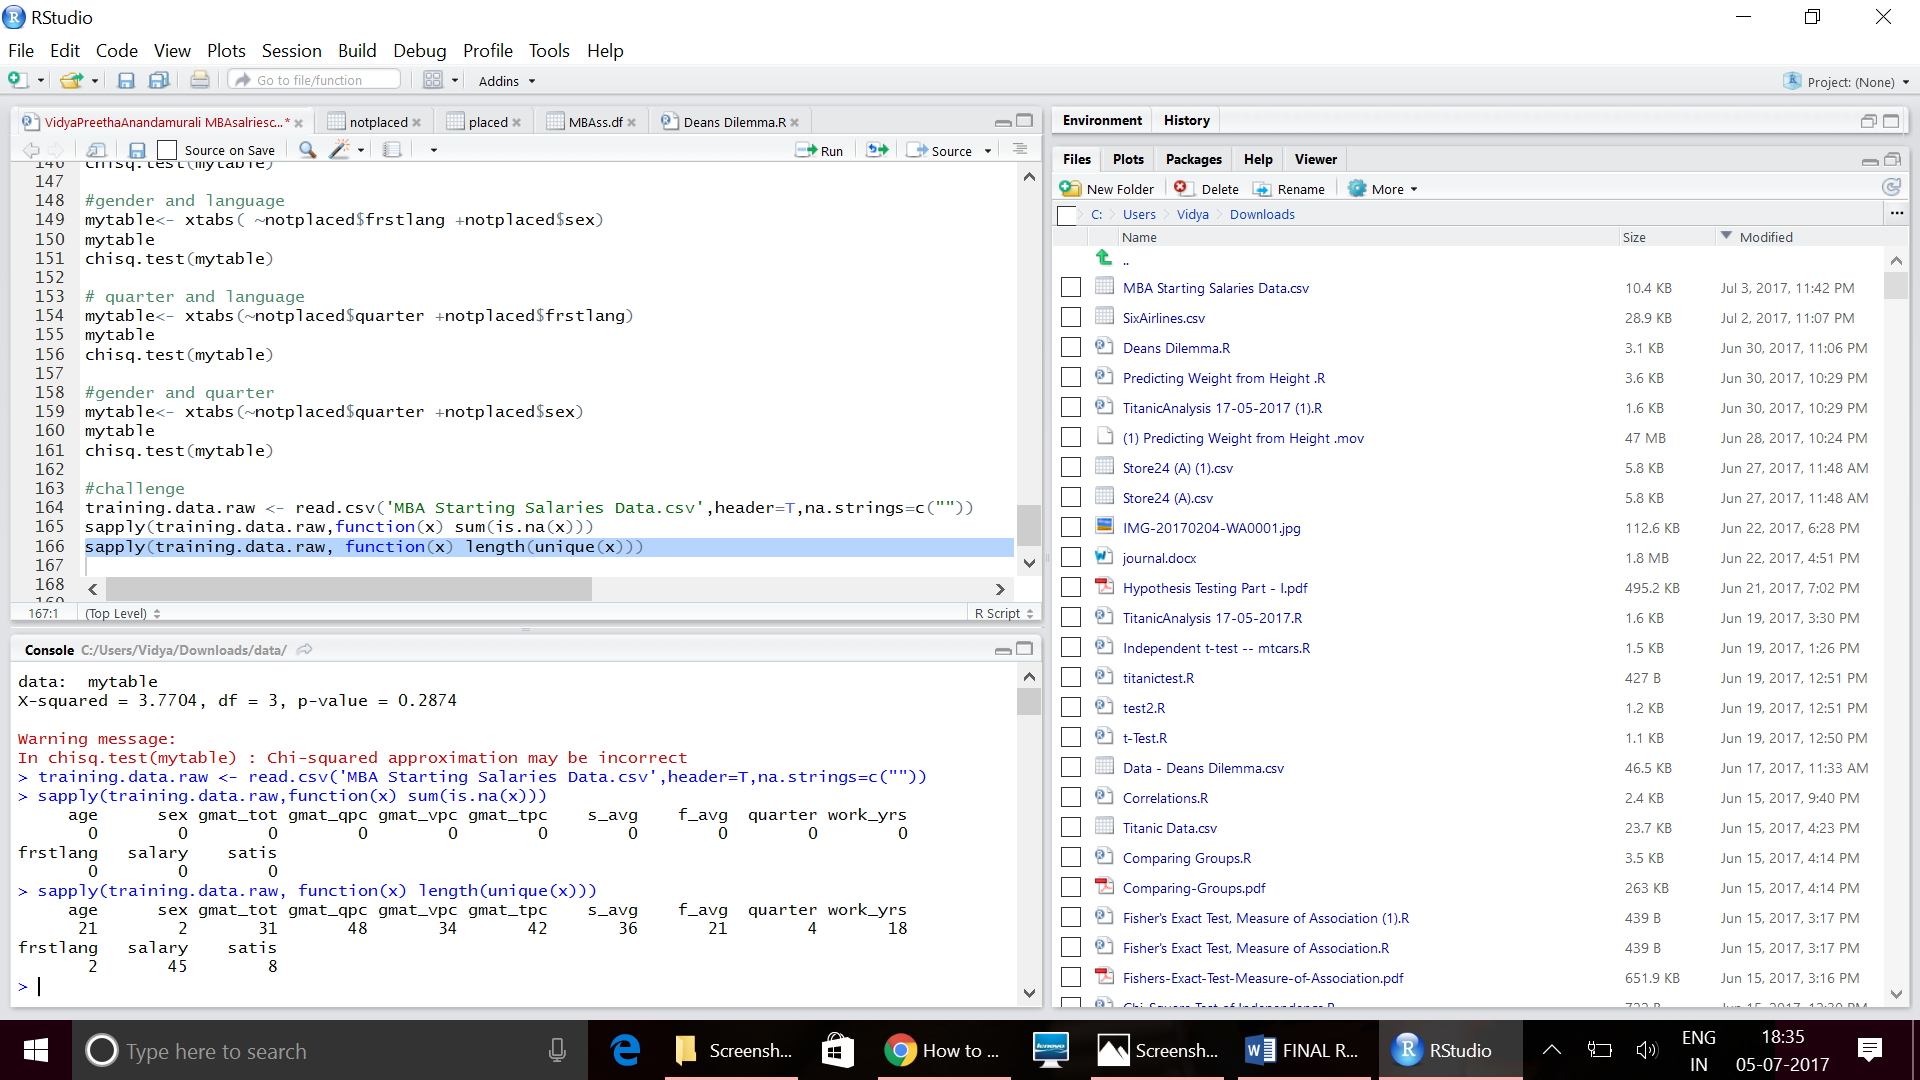 RStudio
File Edit Code View Plots Session Build Debug Profile Tools Help
Go to file/function Addins Project: (None)
VidyaPreethaAnandamurali MBAsalriesc...* notplaced placed MBAss.df Deans Dilemma.R
Source on Save Run Source
146 chisq.test(mytable)
147
148 #gender and language
149 mytable<- xtabs( ~notplaced$frstlang +notplaced$sex)
150 mytable
151 chisq.test(mytable)
152
153 # quarter and language
154 mytable<- xtabs(~notplaced$quarter +notplaced$frstlang)
155 mytable
156 chisq.test(mytable)
157
158 #gender and quarter
159 mytable<- xtabs(~notplaced$quarter +notplaced$sex)
160 mytable
161 chisq.test(mytable)
162
163 #challenge
164 training.data.raw <- read.csv('MBA Starting Salaries Data.csv',header=T,na.strings=c(""))
165 sapply(training.data.raw,function(x) sum(is.na(x)))
166 sapply(training.data.raw, function(x) length(unique(x)))
167
168
169
167:1 (Top Level) R Script
Console C:/Users/Vidya/Downloads/data/
data: mytable
X-squared = 3.7704, df = 3, p-value = 0.2874
Warning message:
In chisq.test(mytable) : Chi-squared approximation may be incorrect
> training.data.raw <- read.csv('MBA Starting Salaries Data.csv',header=T,na.strings=c(""))
> sapply(training.data.raw,function(x) sum(is.na(x)))
age sex gmat_tot gmat_qpc gmat_vpc gmat_tpc s_avg f_avg quarter work_yrs
0 0 0 0 0 0 0 0 0 0
frstlang salary satis
0 0 0
> sapply(training.data.raw, function(x) length(unique(x)))
age sex gmat_tot gmat_qpc gmat_vpc gmat_tpc s_avg f_avg quarter work_yrs
21 2 31 48 34 42 36 21 4 18
frstlang salary satis
2 45 8
>
Environment History
Files Plots Packages Help Viewer
New Folder Delete Rename More
C: Users Vidya Downloads ...
Name Size Modified
..
MBA Starting Salaries Data.csv 10.4 KB Jul 3, 2017, 11:42 PM
SixAirlines.csv 28.9 KB Jul 2, 2017, 11:07 PM
Deans Dilemma.R 3.1 KB Jun 30, 2017, 11:06 PM
Predicting Weight from Height .R 3.6 KB Jun 30, 2017, 10:29 PM
TitanicAnalysis 17-05-2017 (1).R 1.6 KB Jun 30, 2017, 10:29 PM
(1) Predicting Weight from Height .mov 47 MB Jun 28, 2017, 10:24 PM
Store24 (A) (1).csv 5.8 KB Jun 27, 2017, 11:48 AM
Store24 (A).csv 5.8 KB Jun 27, 2017, 11:48 AM
IMG-20170204-WA0001.jpg 112.6 KB Jun 22, 2017, 6:28 PM
journal.docx 1.8 MB Jun 22, 2017, 4:51 PM
Hypothesis Testing Part - I.pdf 495.2 KB Jun 21, 2017, 7:02 PM
TitanicAnalysis 17-05-2017.R 1.6 KB Jun 19, 2017, 3:30 PM
Independent t-test -- mtcars.R 1.5 KB Jun 19, 2017, 1:26 PM
titanictest.R 427 B Jun 19, 2017, 12:51 PM
test2.R 1.2 KB Jun 19, 2017, 12:51 PM
t-Test.R 1.1 KB Jun 19, 2017, 12:50 PM
Data - Deans Dilemma.csv 46.5 KB Jun 17, 2017, 11:33 AM
Correlations.R 2.4 KB Jun 15, 2017, 9:40 PM
Titanic Data.csv 23.7 KB Jun 15, 2017, 4:23 PM
Comparing Groups.R 3.5 KB Jun 15, 2017, 4:14 PM
Comparing-Groups.pdf 263 KB Jun 15, 2017, 4:14 PM
Fisher's Exact Test, Measure of Association (1).R 439 B Jun 15, 2017, 3:17 PM
Fisher's Exact Test, Measure of Association.R 439 B Jun 15, 2017, 3:17 PM
Fishers-Exact-Test-Measure-of-Association.pdf 651.9 KB Jun 15, 2017, 3:16 PM
Type here to search Screensh... How to ... lenovo Screensh... FINAL R... RStudio ENG IN 18:35 05-07-2017